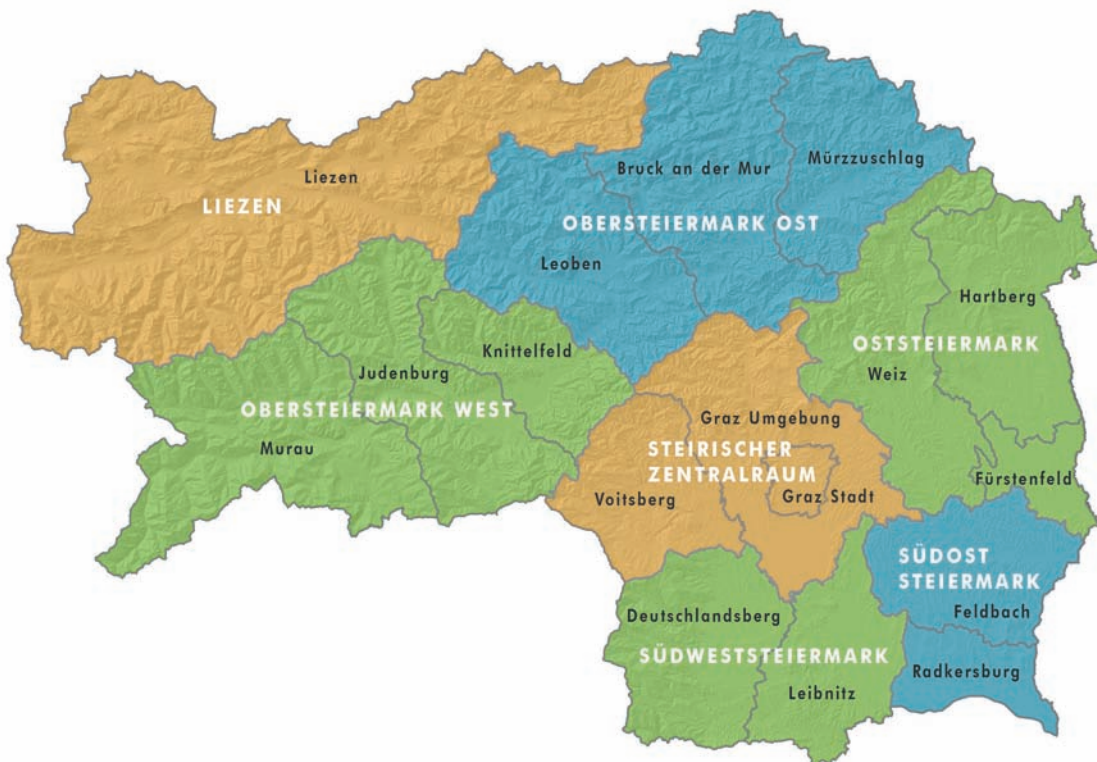 Liezen
LIEZEN
Bruck an der Mur
Mürzzuschlag
OBERSTEIERMARK OST
Leoben
Hartberg
OSTSTEIERMARK
Weiz
Fürstenfeld
Knittelfeld
Judenburg
OBERSTEIERMARK WEST
Murau
Graz Umgebung
STEIRISCHER
ZENTRALRAUM
Voitsberg
Graz Stadt
SÜDOST
STEIERMARK
Feldbach
Radkersburg
Deutschlandsberg
SÜDWESTSTEIERMARK
Leibnitz